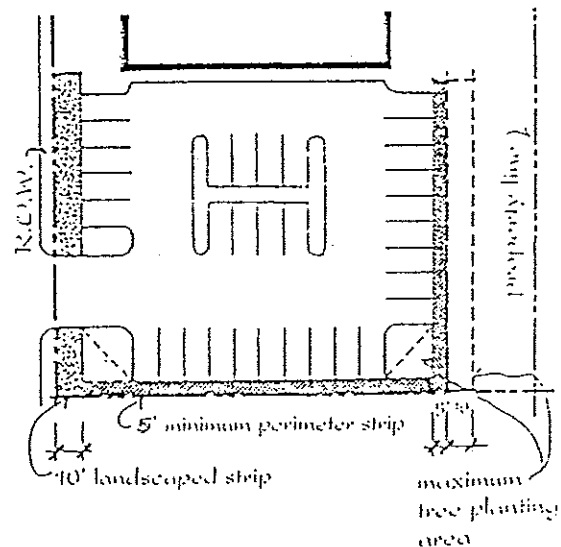 R.O.W.
property line
5' minimum perimeter strip
10' landscaped strip
maximum
tree planting
area